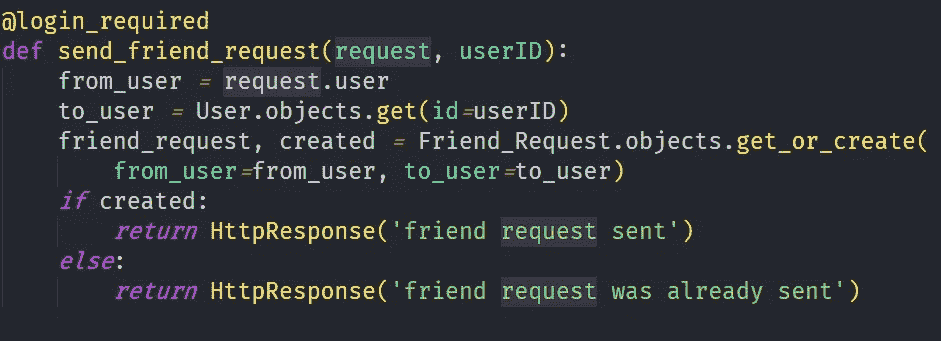 @login_required
def send_friend_request(request, userID):
    from_user = request.user
    to_user = User.objects.get(id=userID)
    friend_request, created = Friend_Request.objects.get_or_create(
        from_user=from_user, to_user=to_user)
    if created:
        return HttpResponse('friend request sent')
    else:
        return HttpResponse('friend request was already sent')